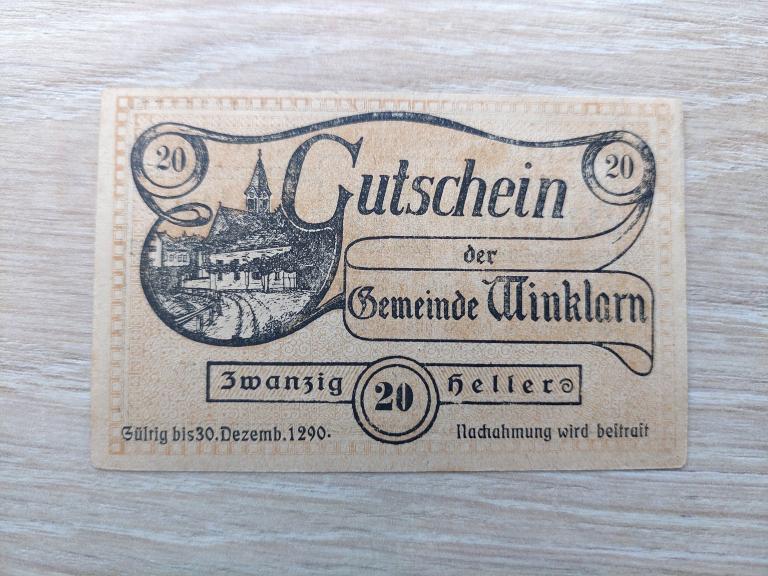 20
20
Gutschein
der
Gemeinde Winklarn
Zwanzig 20 Heller
Gültig bis 30. Dezemb. 1290.
Nachahmung wird bestraft